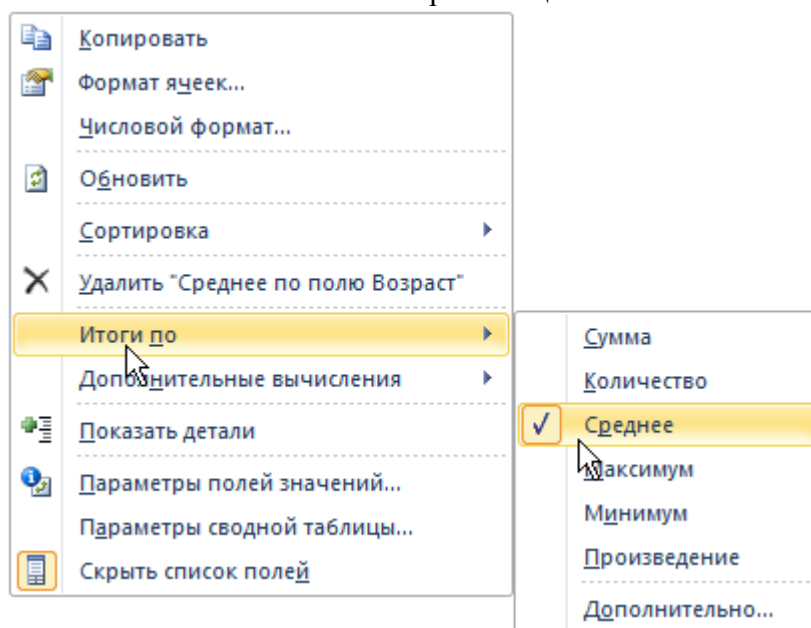 Копировать
Формат ячеек...
Числовой формат...
Обновить
Сортировка
Удалить "Среднее по полю Возраст"
Итоги по
Дополнительные вычисления
Показать детали
Параметры полей значений...
Параметры сводной таблицы...
Скрыть список полей
Сумма
Количество
Среднее
Максимум
Минимум
Произведение
Дополнительно...